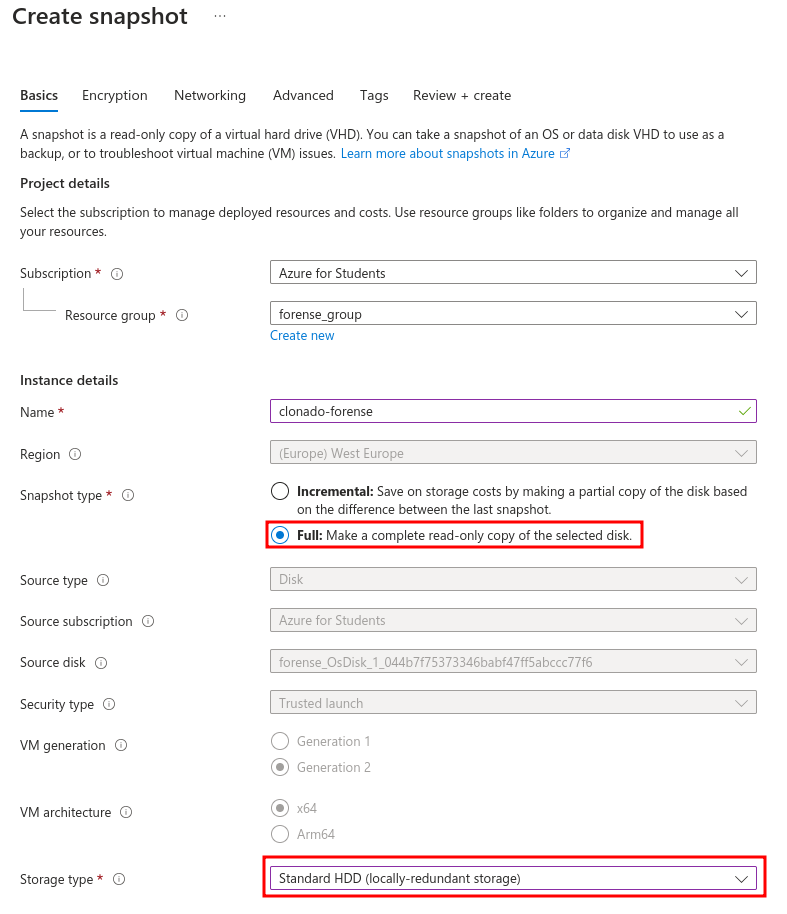 Create snapshot ...
Basics Encryption Networking Advanced Tags Review + create
A snapshot is a read-only copy of a virtual hard drive (VHD). You can take a snapshot of an OS or data disk VHD to use as a
backup, or to troubleshoot virtual machine (VM) issues. Learn more about snapshots in Azure
Project details
Select the subscription to manage deployed resources and costs. Use resource groups like folders to organize and manage all
your resources.
Subscription * Azure for Students
Resource group * forense_group
Create new
Instance details
Name * clonado-forense
Region (Europe) West Europe
Snapshot type * Incremental: Save on storage costs by making a partial copy of the disk based
on the difference between the last snapshot.
Full: Make a complete read-only copy of the selected disk.
Source type Disk
Source subscription Azure for Students
Source disk forense_OsDisk_1_044b7f75373346babf47ff5abccc77f6
Security type Trusted launch
VM generation Generation 1
Generation 2
VM architecture x64
Arm64
Storage type * Standard HDD (locally-redundant storage)